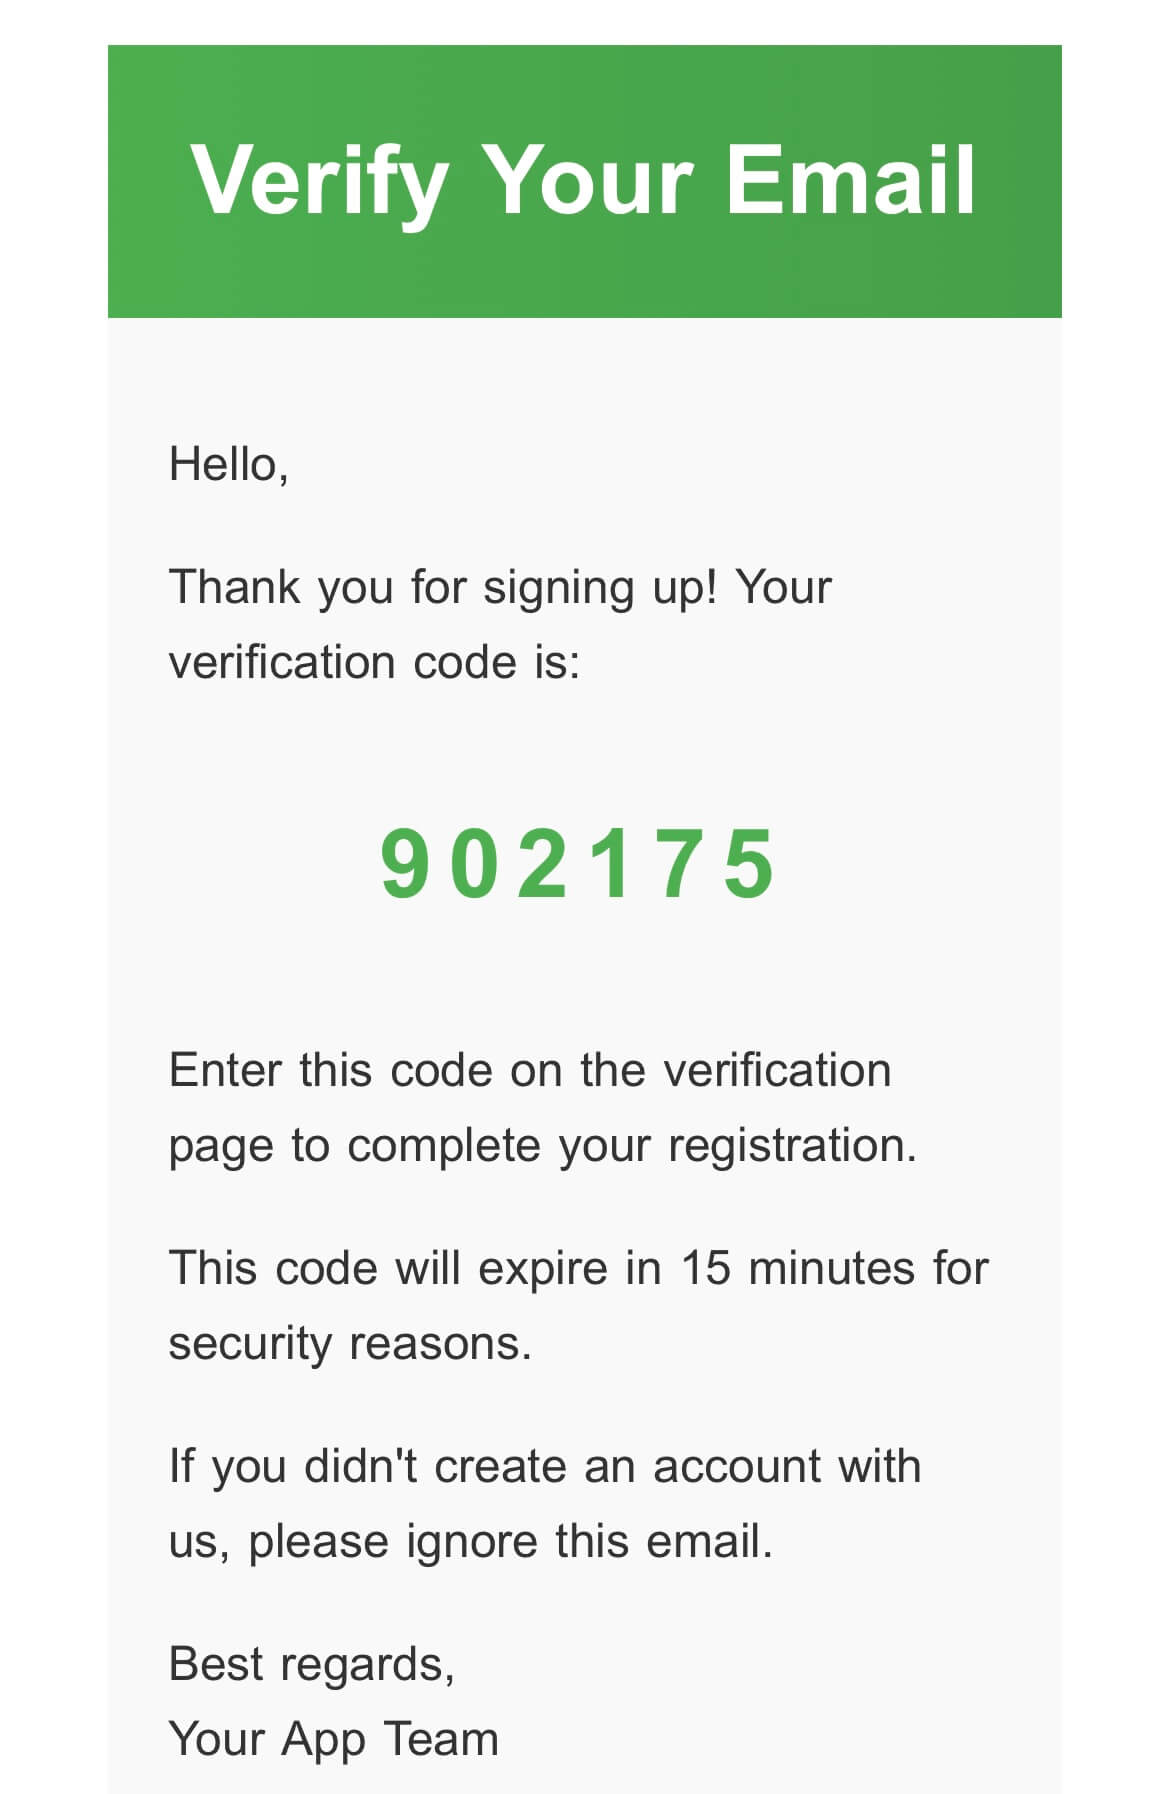 Verify Your Email
Hello,
Thank you for signing up! Your
verification code is:
902175
Enter this code on the verification
page to complete your registration.
This code will expire in 15 minutes for
security reasons.
If you didn't create an account with
us, please ignore this email.
Best regards,
Your App Team